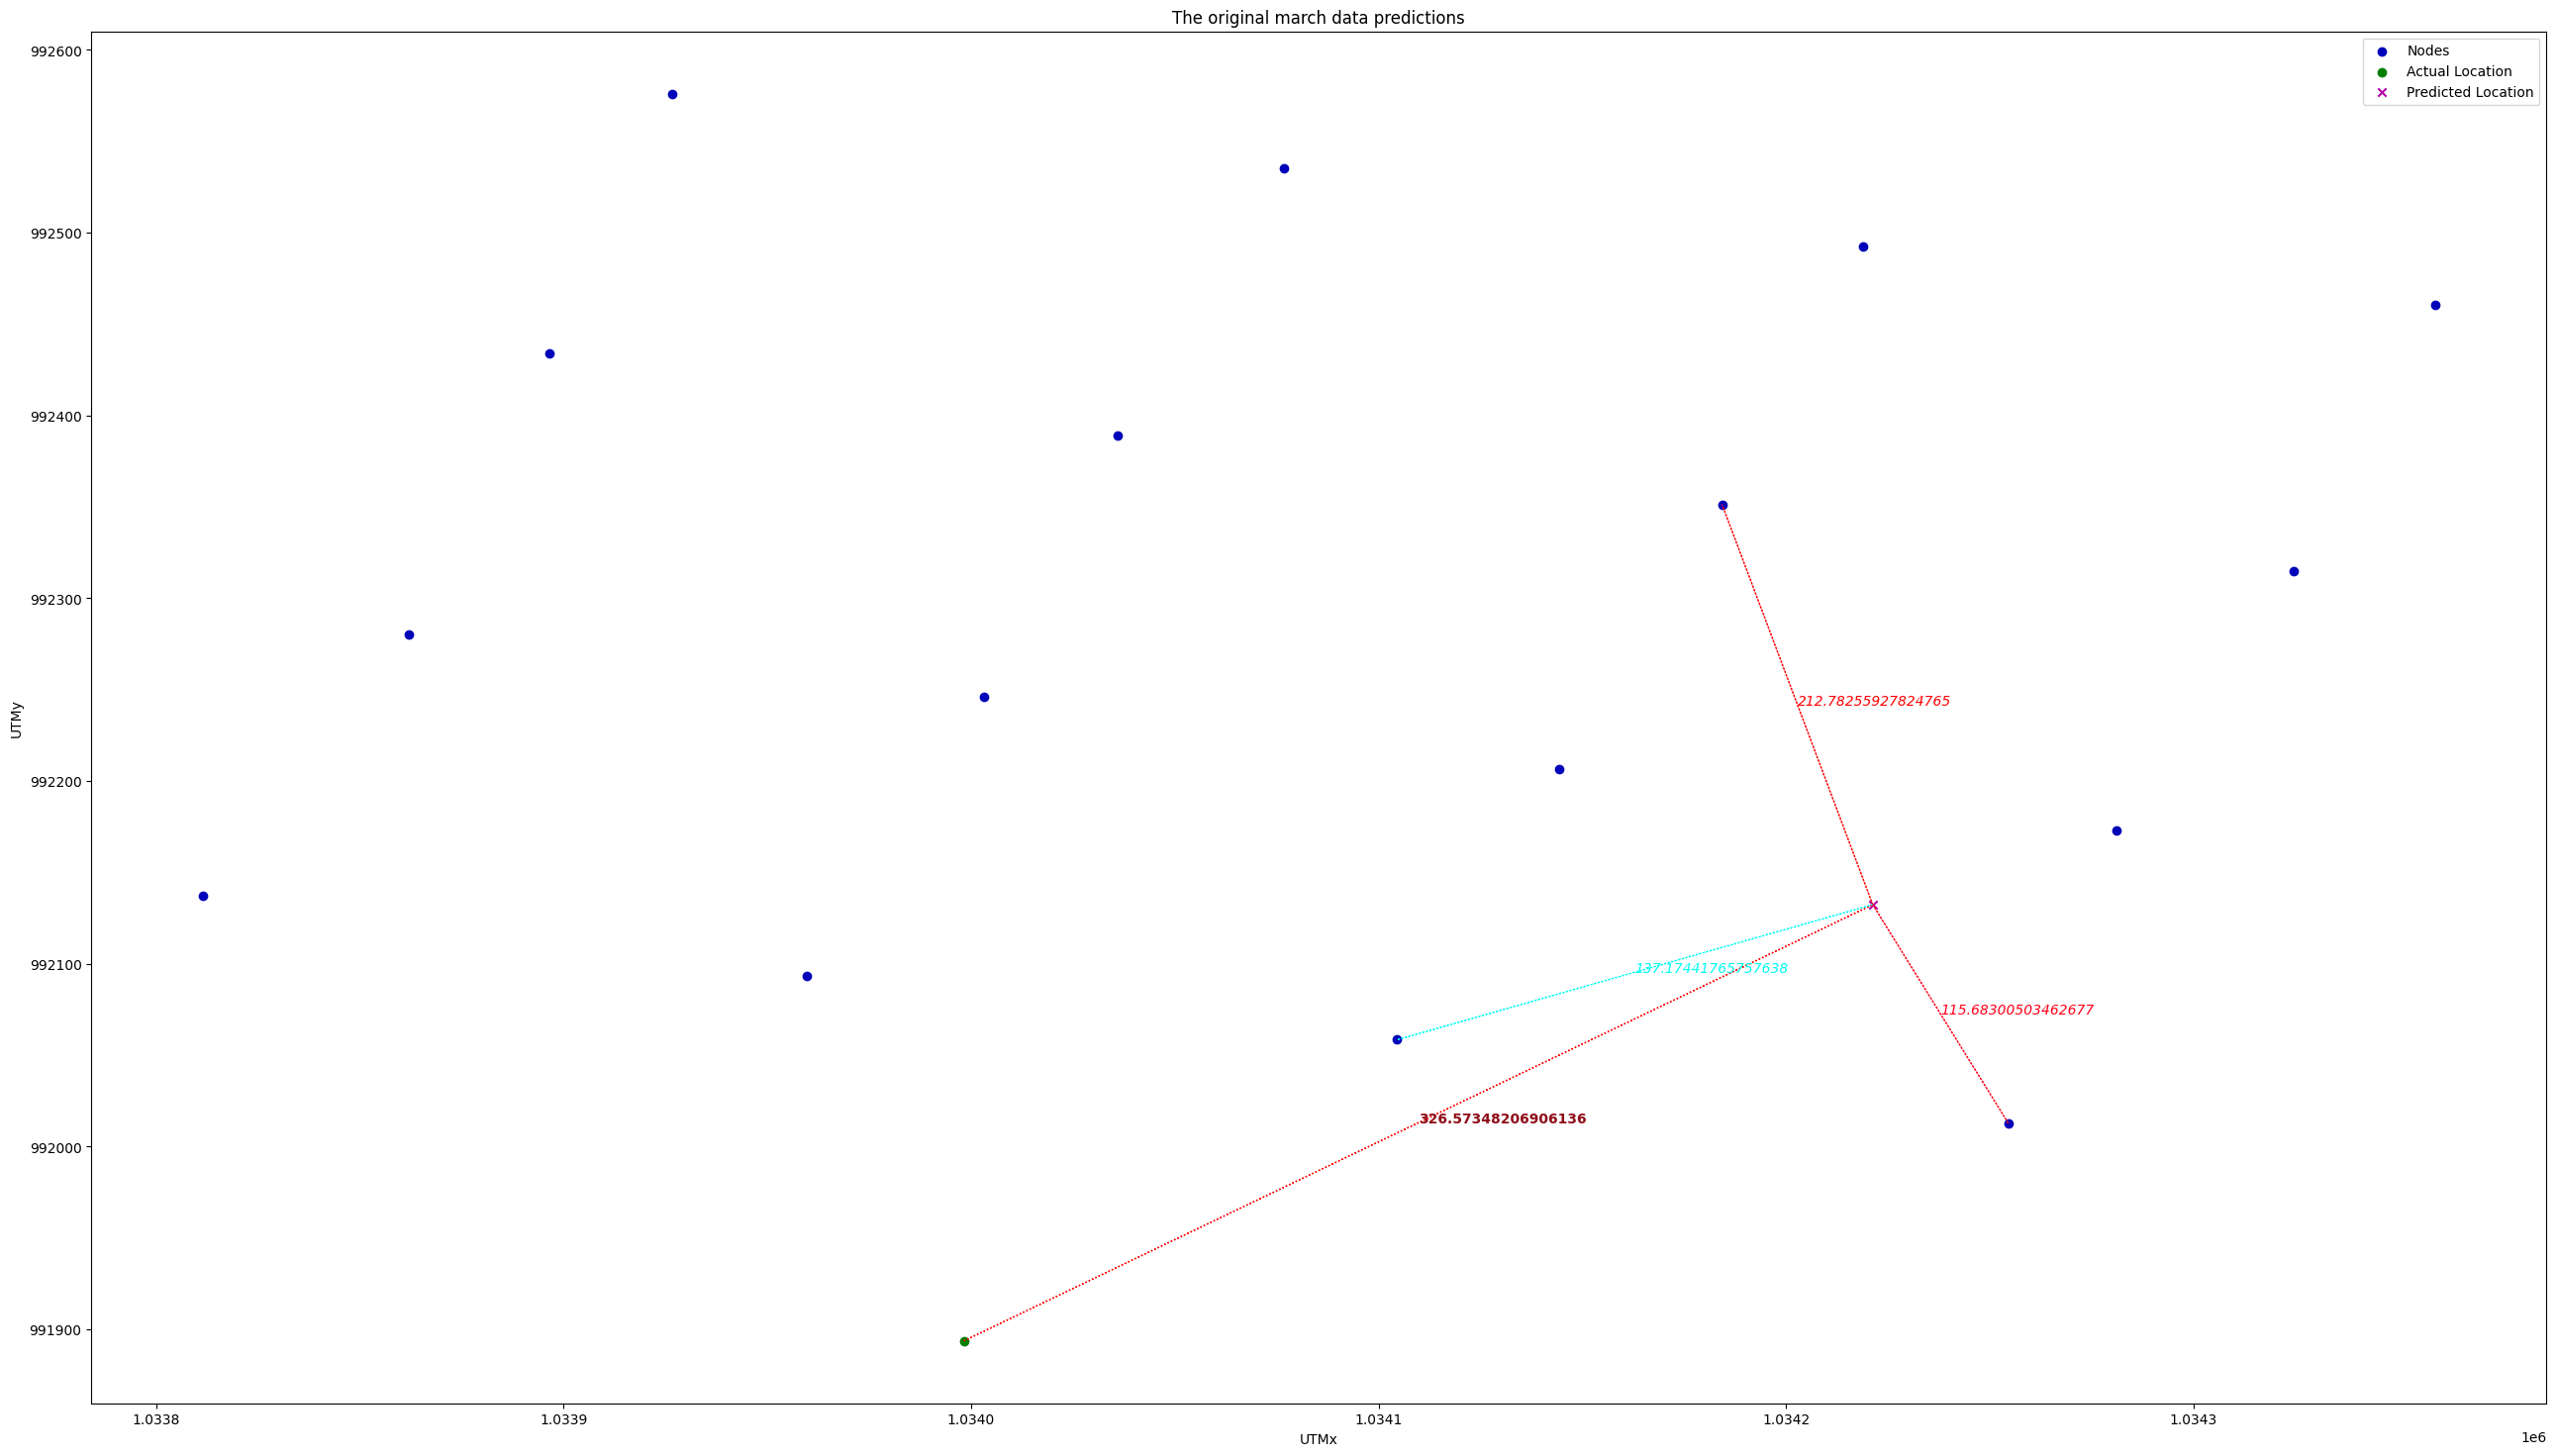 The original march data predictions
Nodes
Actual Location
Predicted Location
992600
992500
992400
992300
992200
992100
992000
991900
UTMy
212.78255927824765
137.17441765757638
115.68300503462677
326.57348206906136
1.0338
1.0339
1.0340
1.0341
1.0342
1.0343
UTMx
1e6